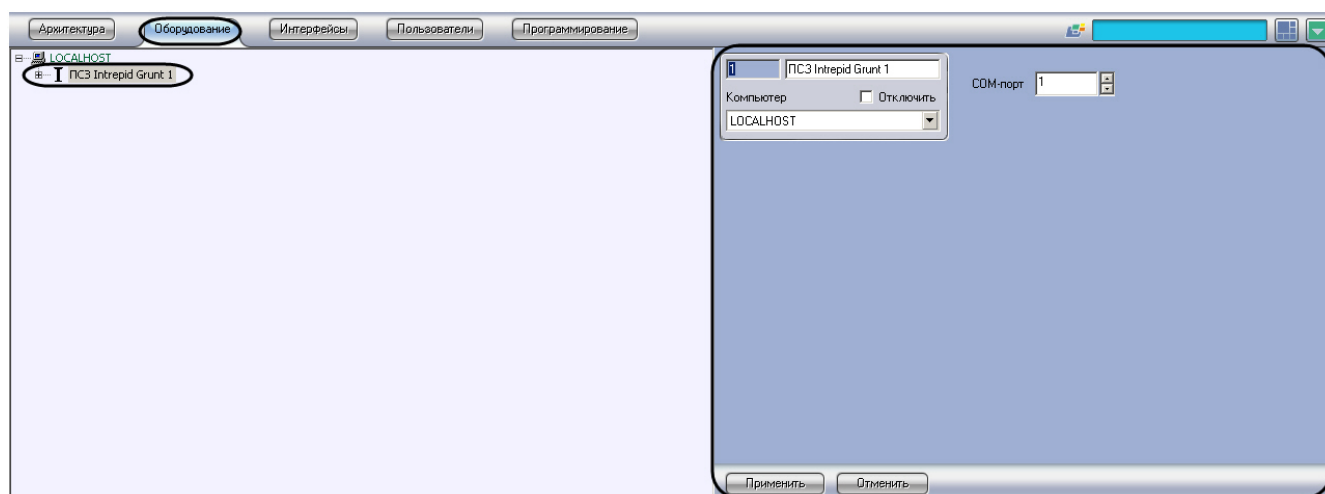 Архитектура Оборудование Интерфейсы Пользователи Программирование
LOCALHOST
ПСЗ Intrepid Grunt 1
1 ПСЗ Intrepid Grunt 1
COM-порт 1
Компьютер Отключить
LOCALHOST
Применить Отменить